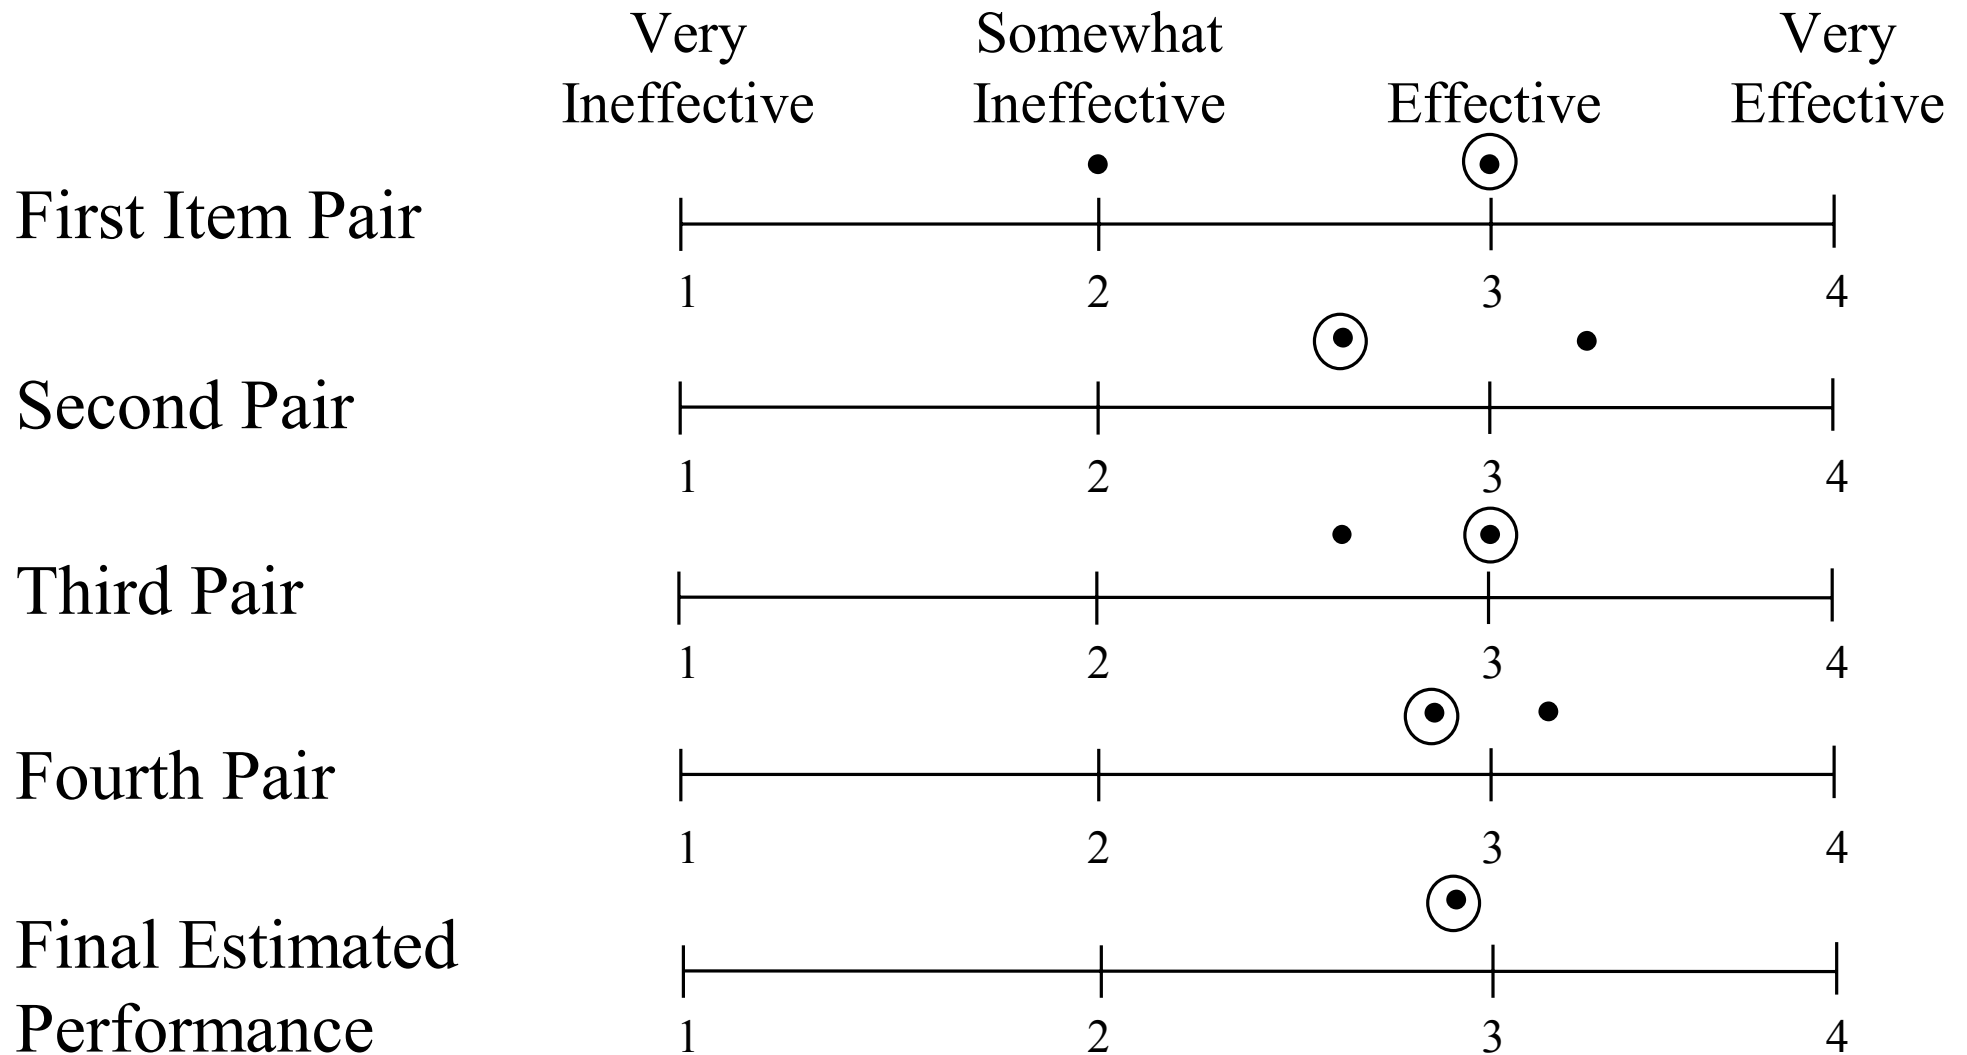 Very Somewhat Very
Ineffective Ineffective Effective Effective
First Item Pair
1 2 3 4
Second Pair
1 2 3 4
Third Pair
1 2 3 4
Fourth Pair
1 2 3 4
Final Estimated
Performance
1 2 3 4